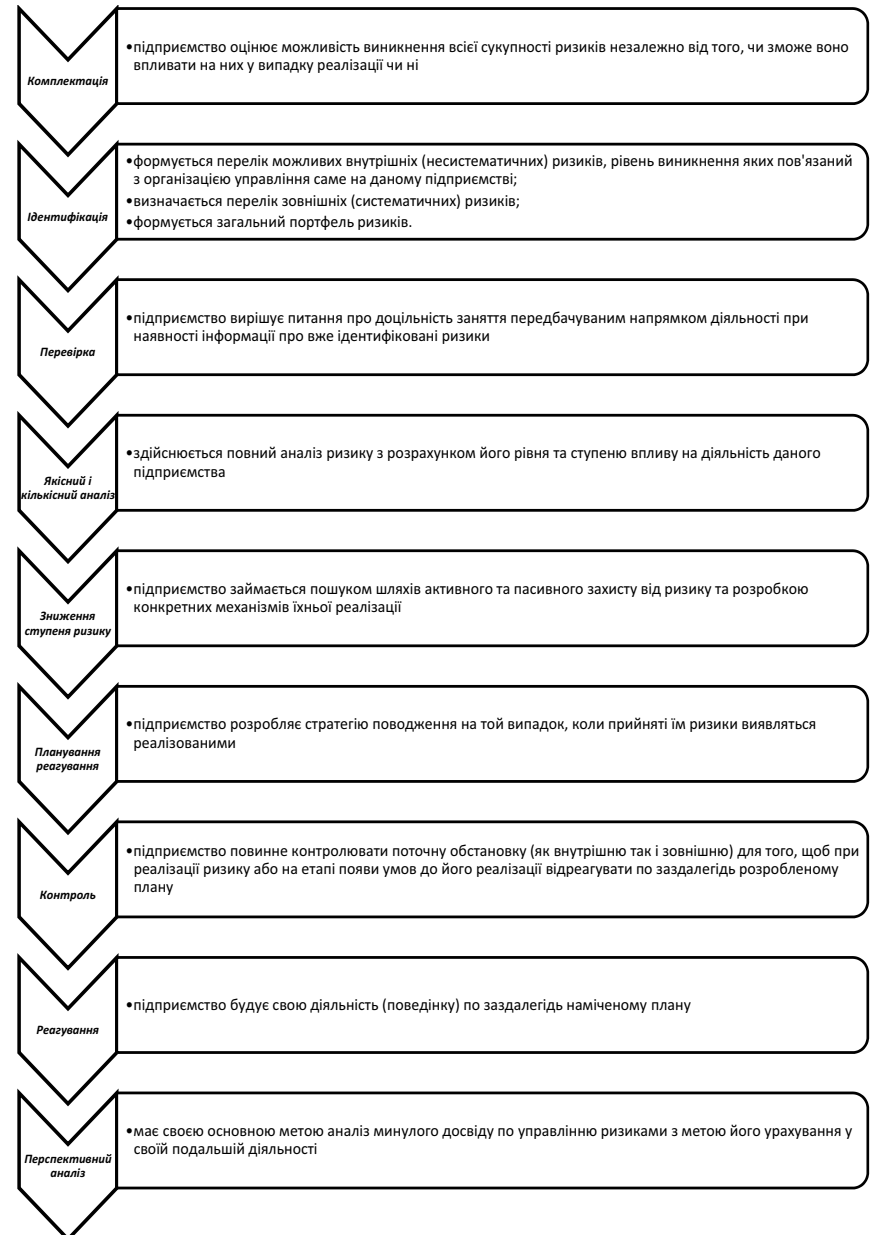 Комплектація
•підприємство оцінює можливість виникнення всієї сукупності ризиків незалежно від того, чи зможе воно
впливати на них у випадку реалізації чи ні
Ідентифікація
•формується перелік можливих внутрішніх (несистематичних) ризиків, рівень виникнення яких пов'язаний
з організацією управління саме на даному підприємстві;
•визначається перелік зовнішніх (систематичних) ризиків;
•формується загальний портфель ризиків.
Перевірка
•підприємство вирішує питання про доцільність заняття передбачуваним напрямком діяльності при
наявності інформації про вже ідентифіковані ризики
Якісний і
кількісний аналіз
•здійснюється повний аналіз ризику з розрахунком його рівня та ступеню впливу на діяльність даного
підприємства
Зниження
ступеня ризику
•підприємство займається пошуком шляхів активного та пасивного захисту від ризику та розробкою
конкретних механізмів їхньої реалізації
Планування
реагування
•підприємство розробляє стратегію поводження на той випадок, коли прийняті їм ризики виявляться
реалізованими
Контроль
•підприємство повинне контролювати поточну обстановку (як внутрішню так і зовнішню) для того, щоб при
реалізації ризику або на етапі появи умов до його реалізації відреагувати по заздалегідь розробленому
плану
Реагування
•підприємство будує свою діяльність (поведінку) по заздалегідь наміченому плану
Перспективний
аналіз
•має своєю основною метою аналіз минулого досвіду по управлінню ризиками з метою його урахування у
своїй подальшій діяльності